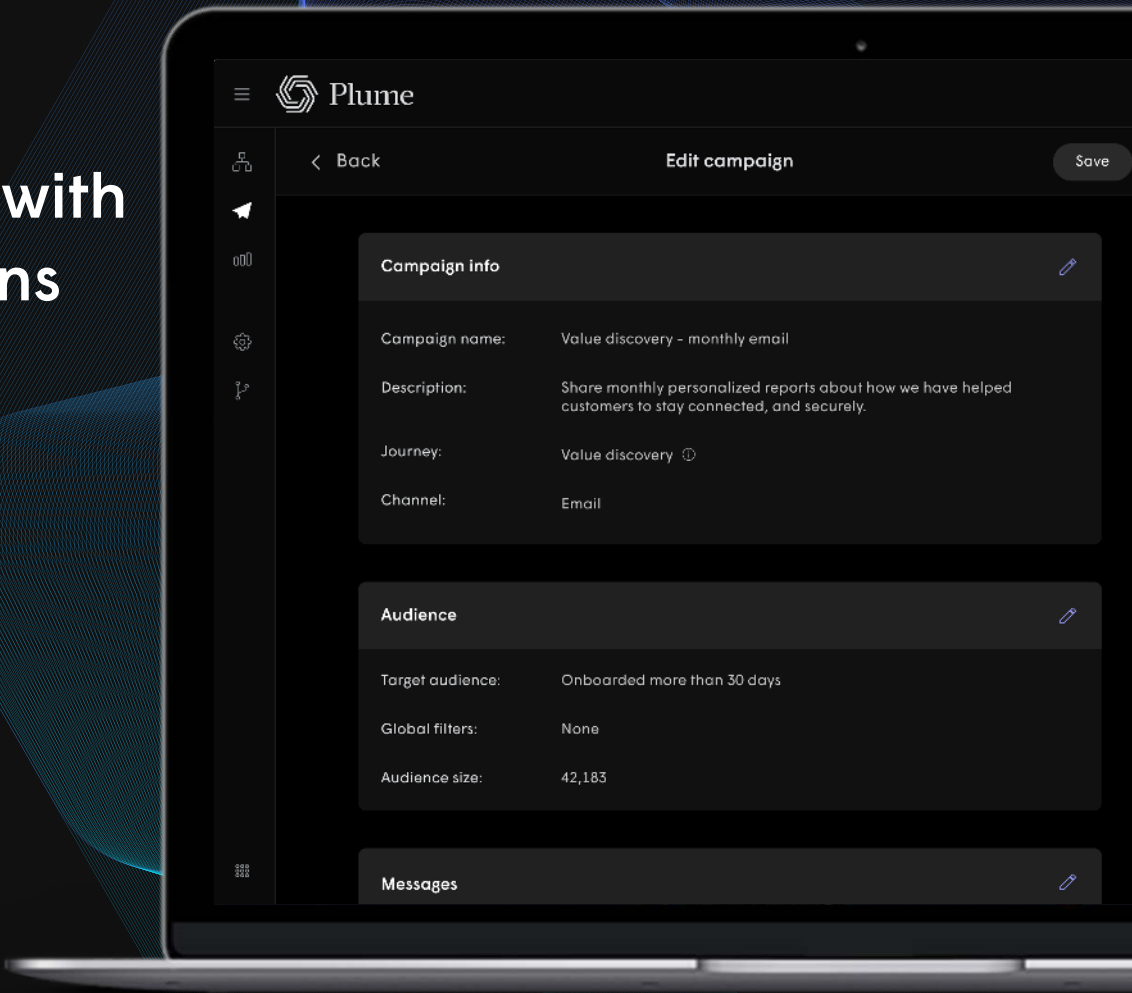 with
ns
Plume
Back
Edit campaign
Save
Campaign info
Campaign name: Value discovery - monthly email
Description: Share monthly personalized reports about how we have helped
customers to stay connected, and securely.
Journey: Value discovery
Channel: Email
Audience
Target audience: Onboarded more than 30 days
Global filters: None
Audience size: 42,183
Messages